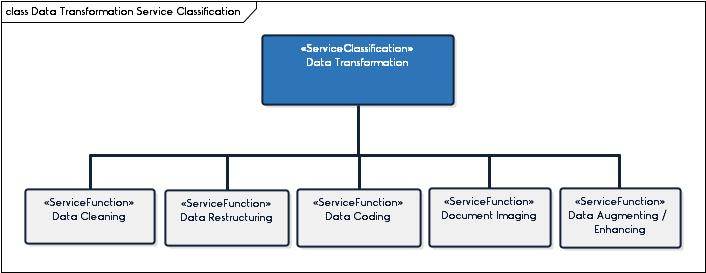 class Data Transformation Service Classification
«ServiceClassification»
Data Transformation
«ServiceFunction»
Data Cleaning
«ServiceFunction»
Data Restructuring
«ServiceFunction»
Data Coding
«ServiceFunction»
Document Imaging
«ServiceFunction»
Data Augmenting /
Enhancing